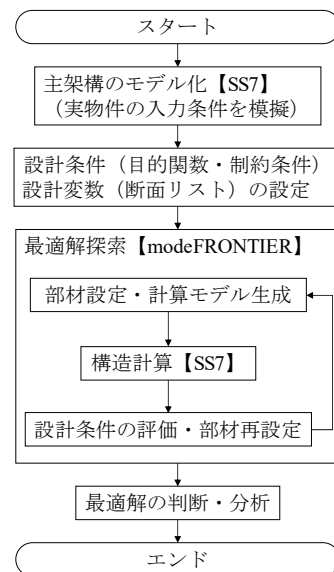 スタート
主架構のモデル化【SS7】
（実物件の入力条件を模擬）
設計条件（目的関数・制約条件）
設計変数（断面リスト）の設定
最適解探索【modeFRONTIER】
部材設定・計算モデル生成
構造計算【SS7】
設計条件の評価・部材再設定
最適解の判断・分析
エンド